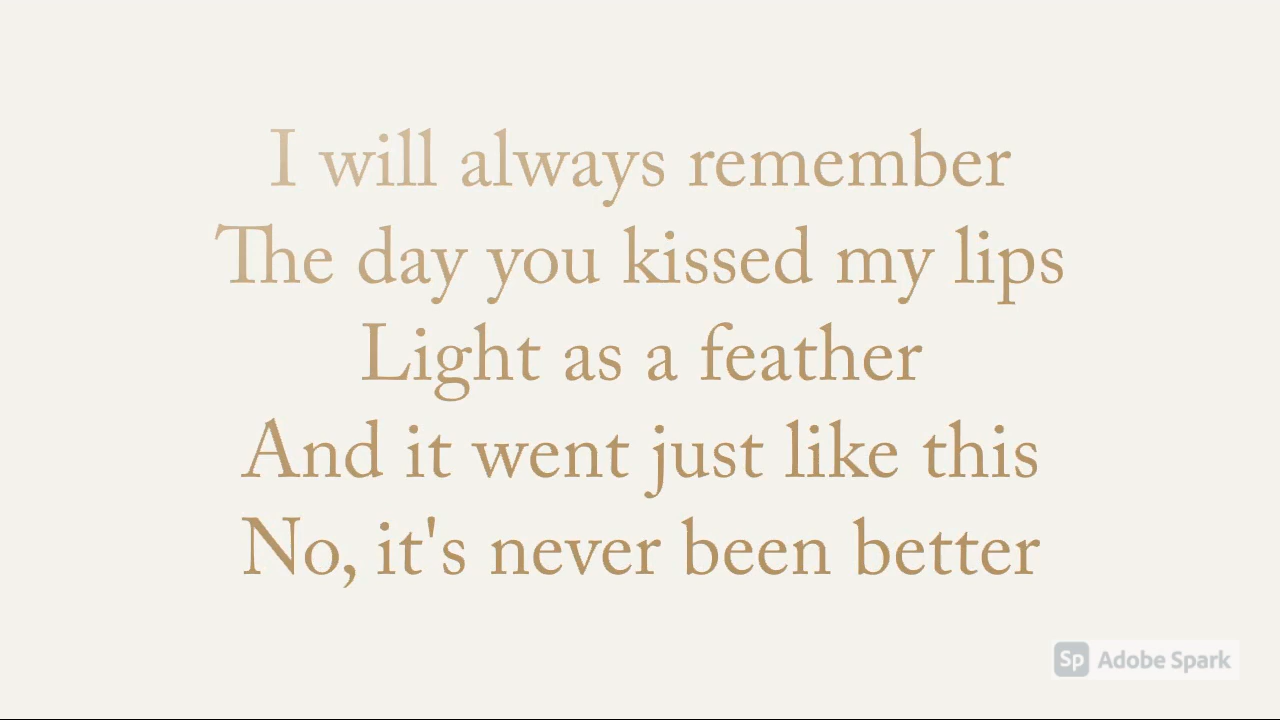 I will always remember
The day you kissed my lips
Light as a feather
And it went just like this
No, it's never been better
Sp Adobe Spark